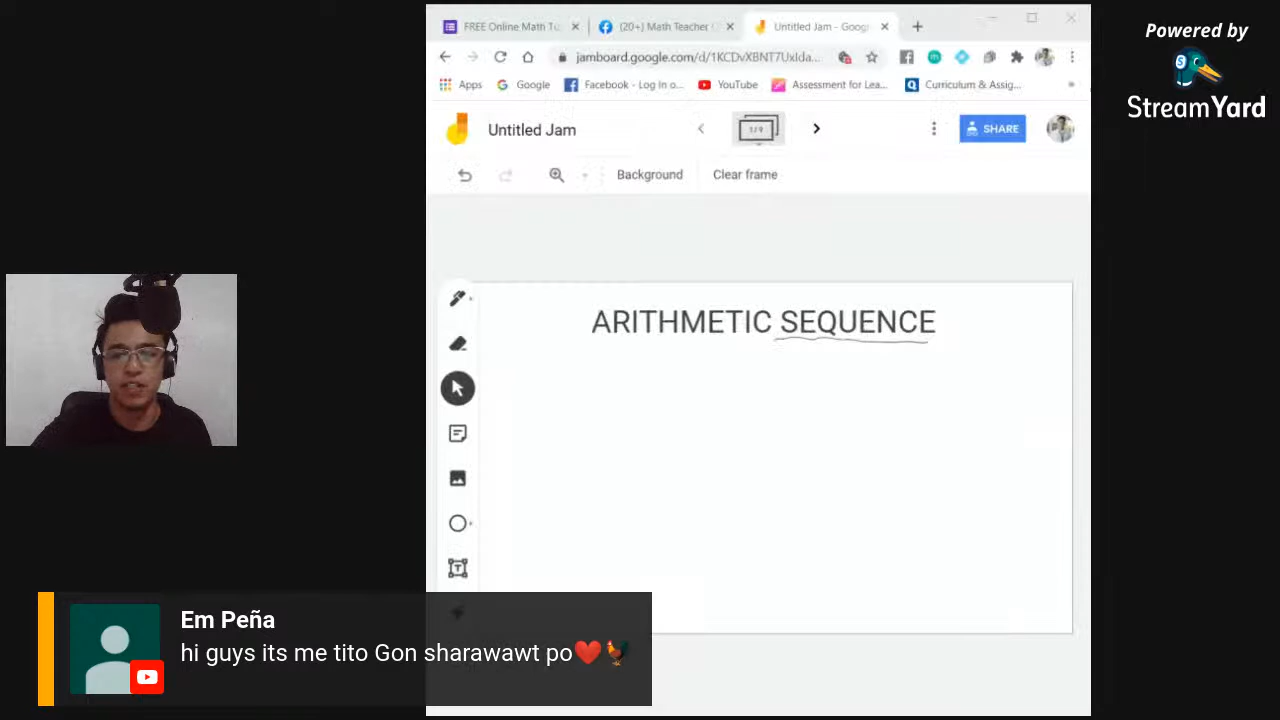 FREE Online Math Tu
(20+) Math Teacher
Untitled Jam - Goog
jamboard.google.com/d/1KCDvXBNT7UxIda...
Apps
Google
Facebook - Log In o...
YouTube
Assessment for Lea...
Curriculum & Assig...
Untitled Jam
1/9
SHARE
Background
Clear frame
ARITHMETIC SEQUENCE
Em Peña
hi guys its me tito Gon sharawawt po❤️🐓
Powered by
StreamYard